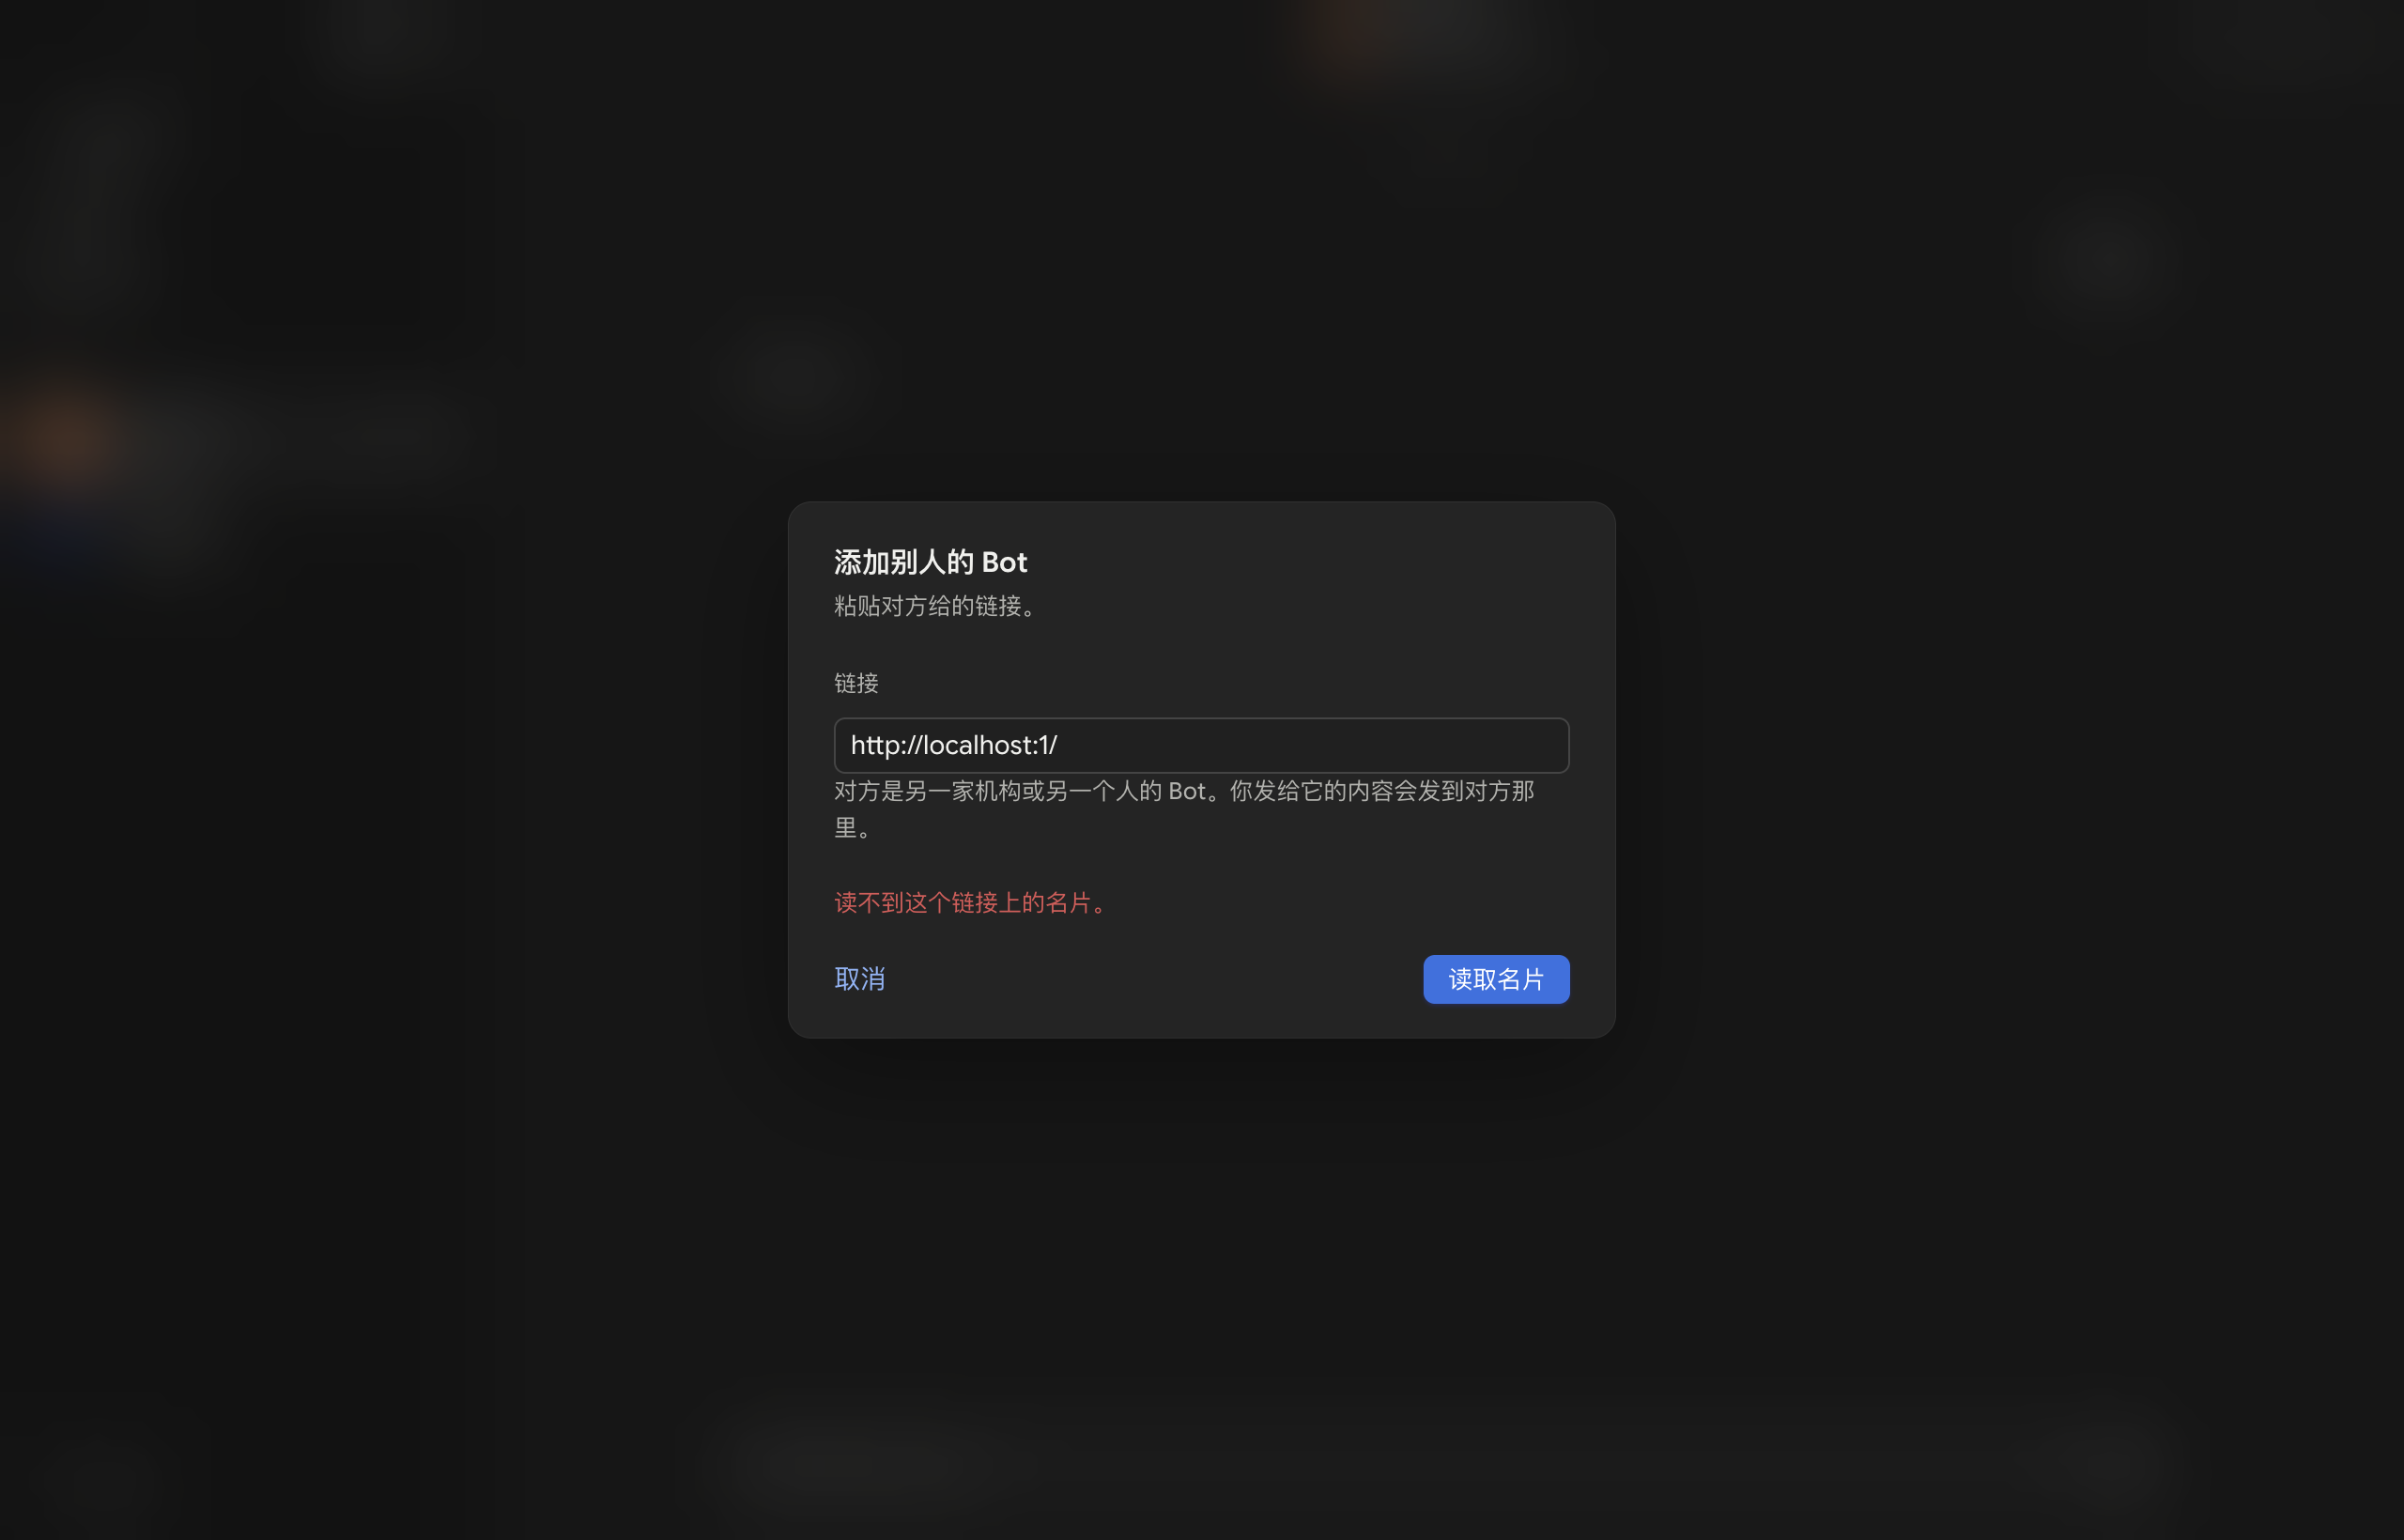 添加别人的 Bot
粘贴对方给的链接。
链接
http://localhost:1/
对方是另一家机构或另一个人的 Bot。你发给它的内容会发到对方那
里。
读不到这个链接上的名片。
取消
读取名片